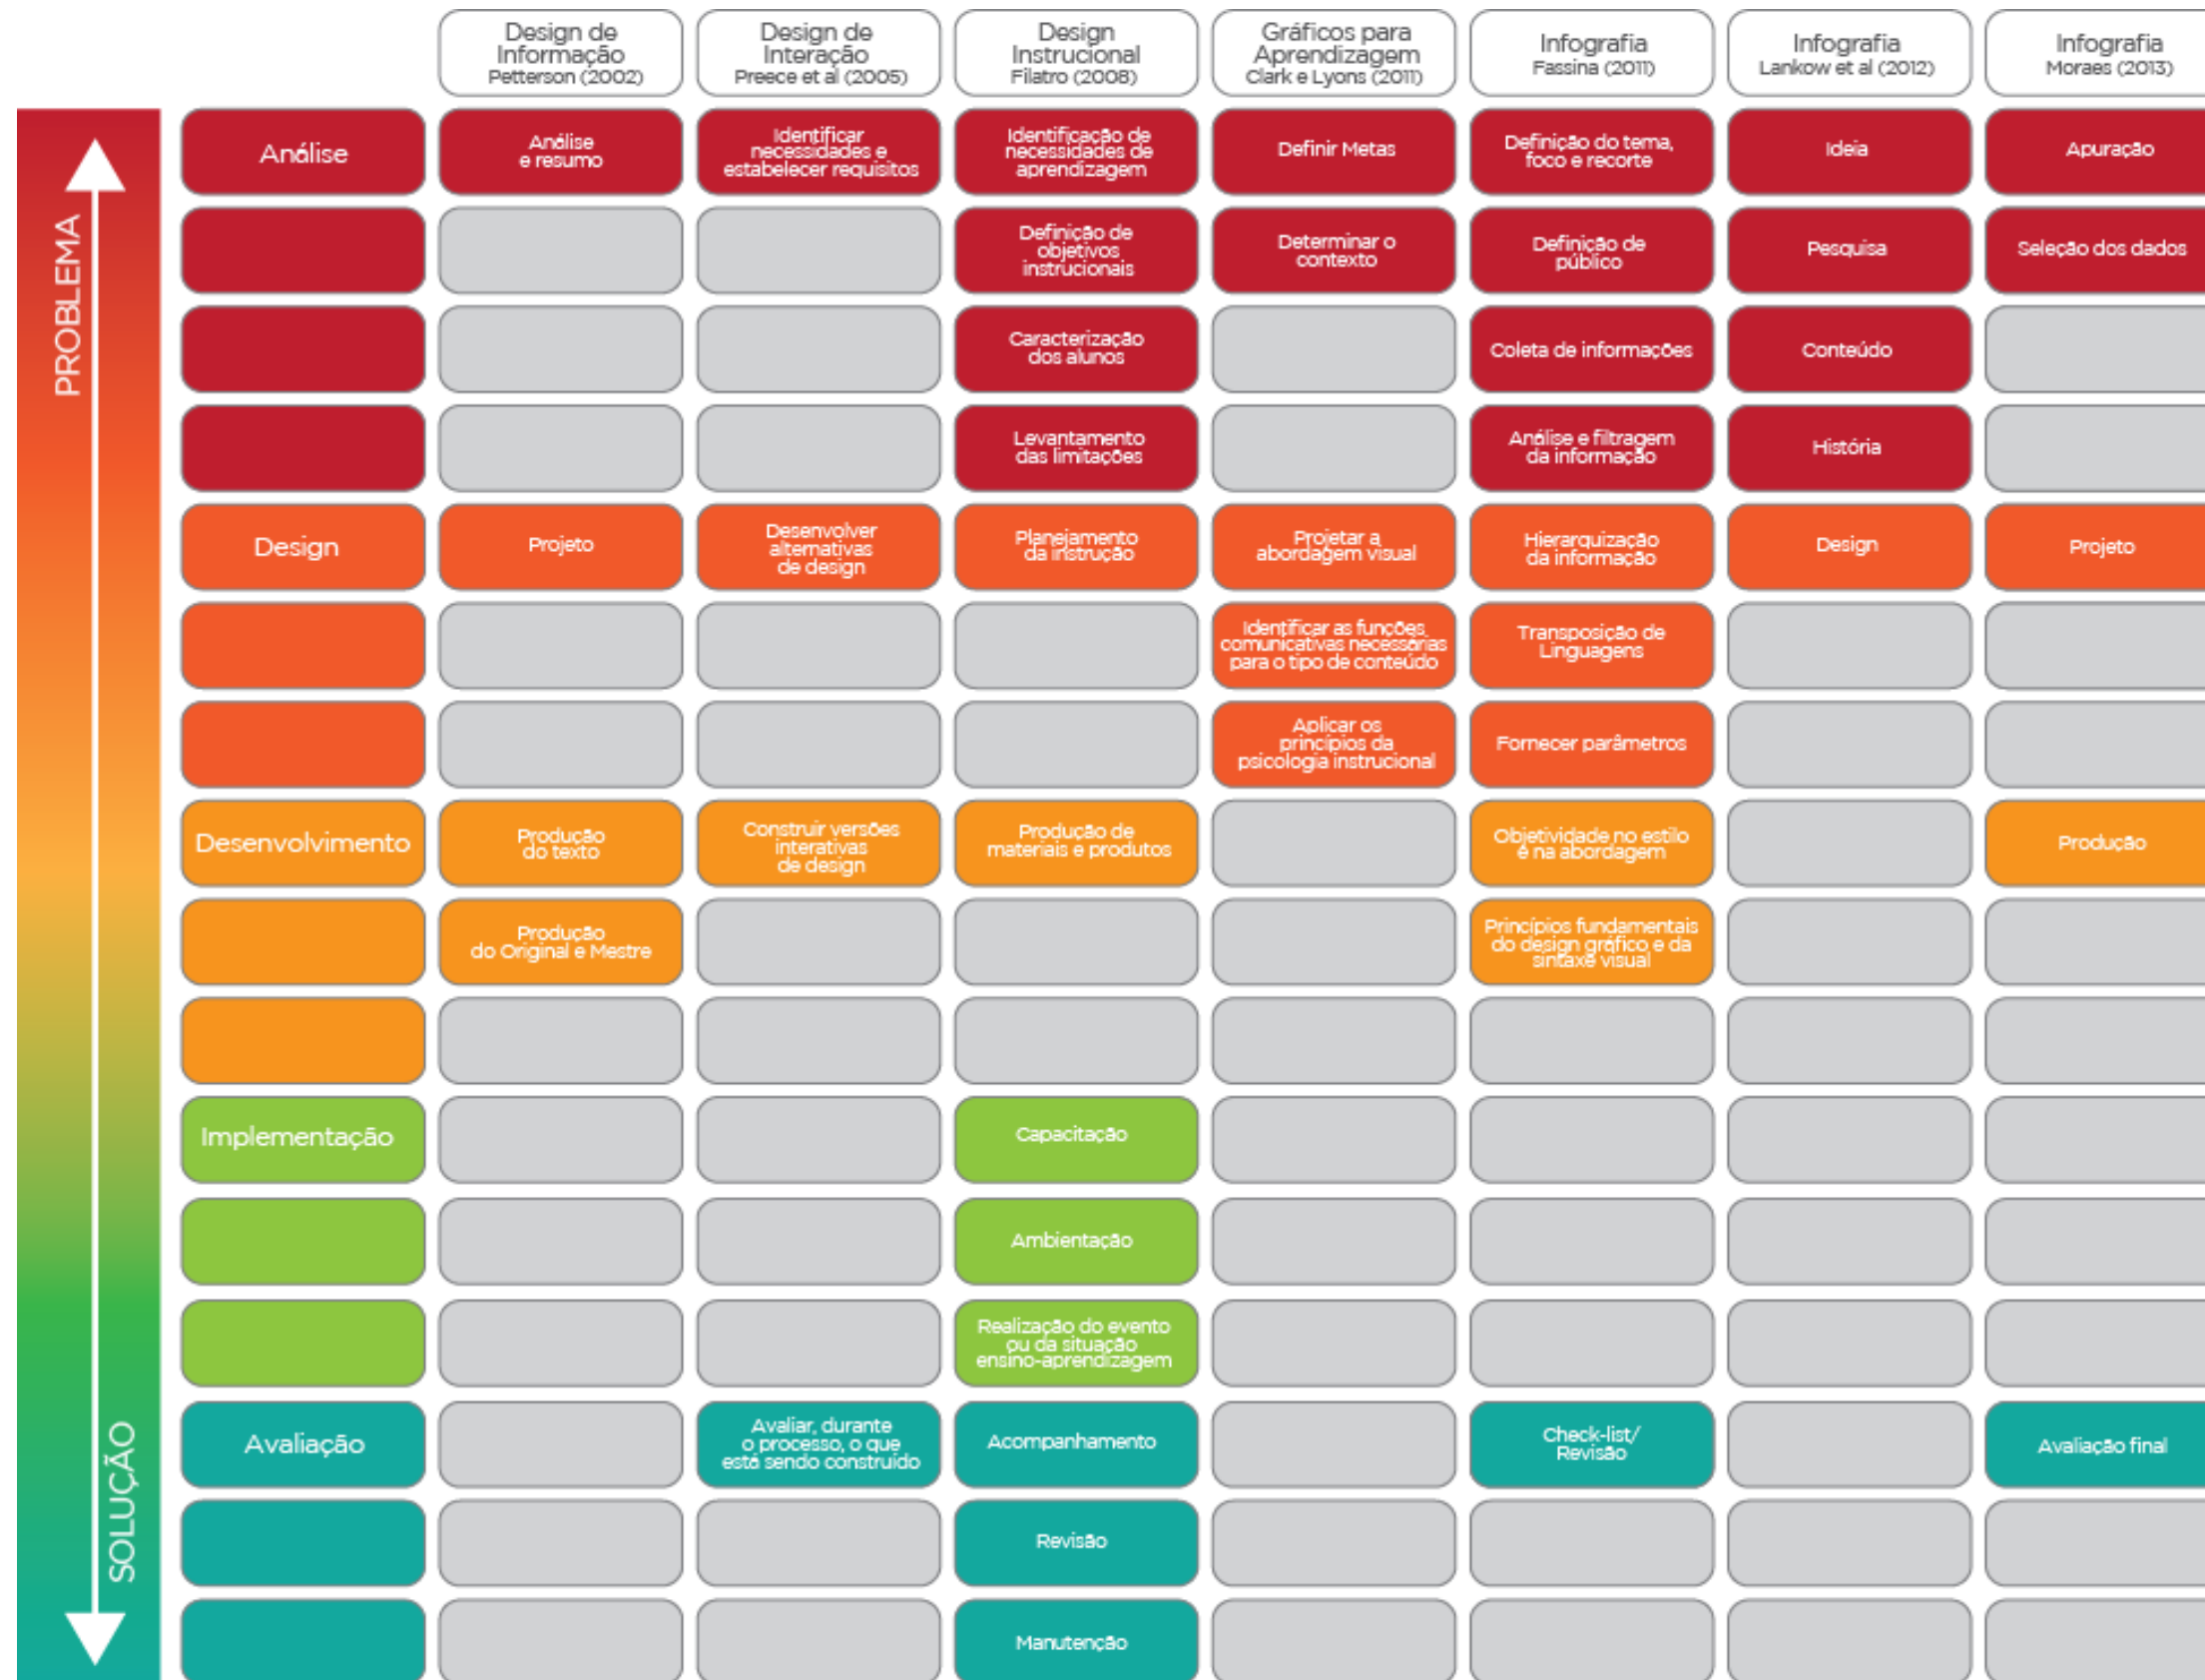 Design de
Informação
Petterson (2002)
Design de
Interação
Preece et al (2005)
Design
Instrucional
Filatro (2008)
Gráficos para
Aprendizagem
Clark e Lyons (2011)
Infografia
Fassina (2011)
Infografia
Lankow et al (2012)
Infografia
Moraes (2013)
PROBLEMA
Análise
Análise
e resumo
Identificar
necessidades e
estabelecer requisitos
Identificação de
necessidades de
aprendizagem
Definir Metas
Definição do tema,
foco e recorte
Ideia
Apuração
Definição de
objetivos
instrucionais
Determinar o
contexto
Definição de
público
Pesquisa
Seleção dos dados
Caracterização
dos alunos
Coleta de informações
Conteúdo
Levantamento
das limitações
Análise e filtragem
da informação
História
Design
Projeto
Desenvolver
alternativas
de design
Planejamento
da instrução
Projetar a
abordagem visual
Hierarquização
da informação
Design
Projeto
Identificar as funções
comunicativas necessárias
para o tipo de conteúdo
Transposição de
Linguagens
Aplicar os
princípios da
psicologia instrucional
Fornecer parâmetros
Desenvolvimento
Produção
do texto
Construir versões
interativas
de design
Produção de
materiais e produtos
Objetividade no estilo
e na abordagem
Produção
Produção
do Original e Mestre
Princípios fundamentais
do design gráfico e da
sintaxe visual
Implementação
Capacitação
Ambientação
Realização do evento
ou da situação
ensino-aprendizagem
SOLUÇÃO
Avaliação
Avaliar, durante
o processo, o que
está sendo construído
Acompanhamento
Check-list/
Revisão
Avaliação final
Revisão
Manutenção